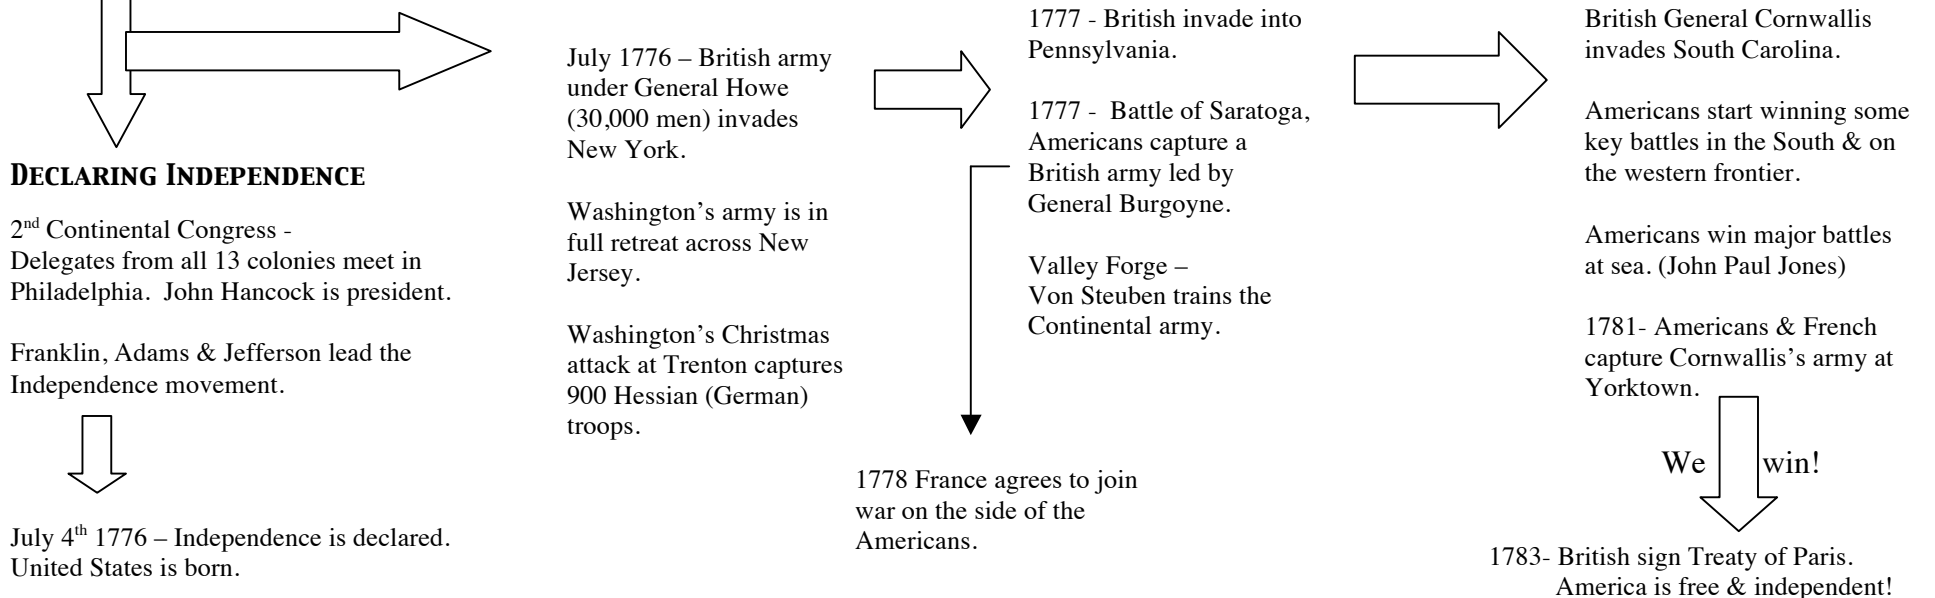 DECLARING INDEPENDENCE
2nd Continental Congress -
Delegates from all 13 colonies meet in
Philadelphia.  John Hancock is president.
Franklin, Adams & Jefferson lead the
Independence movement.
July 4th 1776 – Independence is declared.
United States is born.
July 1776 – British army
under General Howe
(30,000 men) invades
New York.
Washington’s army is in
full retreat across New
Jersey.
Washington’s Christmas
attack at Trenton captures
900 Hessian (German)
troops.
1777 - British invade into
Pennsylvania.
1777 -  Battle of Saratoga,
Americans capture a
British army led by
General Burgoyne.
Valley Forge –
Von Steuben trains the
Continental army.
1778 France agrees to join
war on the side of the
Americans.
British General Cornwallis
invades South Carolina.
Americans start winning some
key battles in the South & on
the western frontier.
Americans win major battles
at sea. (John Paul Jones)
1781- Americans & French
capture Cornwallis’s army at
Yorktown.
We win!
1783- British sign Treaty of Paris.
America is free & independent!